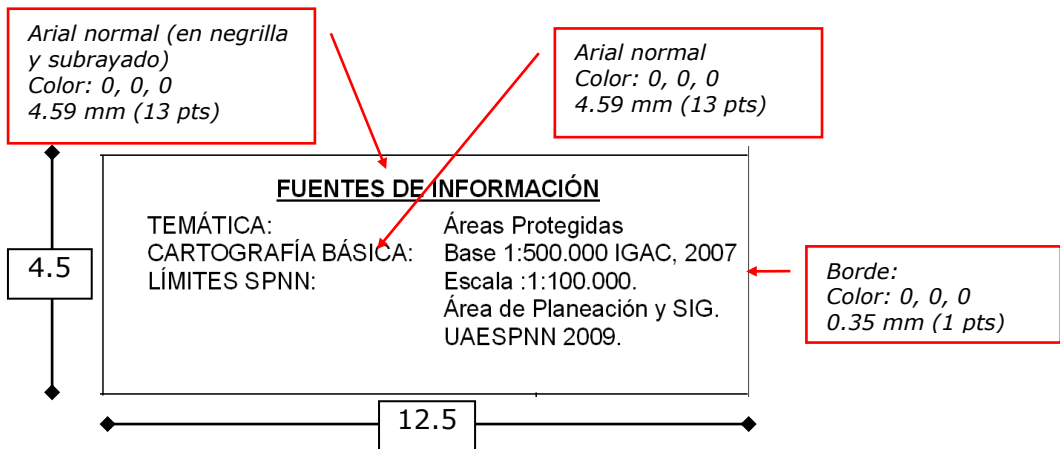 Arial normal (en negrilla
y subrayado)
Color: 0, 0, 0
4.59 mm (13 pts)
Arial normal
Color: 0, 0, 0
4.59 mm (13 pts)
FUENTES DE INFORMACIÓN
TEMÁTICA: Áreas Protegidas
CARTOGRAFÍA BÁSICA: Base 1:500.000 IGAC, 2007
LÍMITES SPNN: Escala :1:100.000.
Área de Planeación y SIG.
UAESPNN 2009.
4.5
Borde:
Color: 0, 0, 0
0.35 mm (1 pts)
12.5